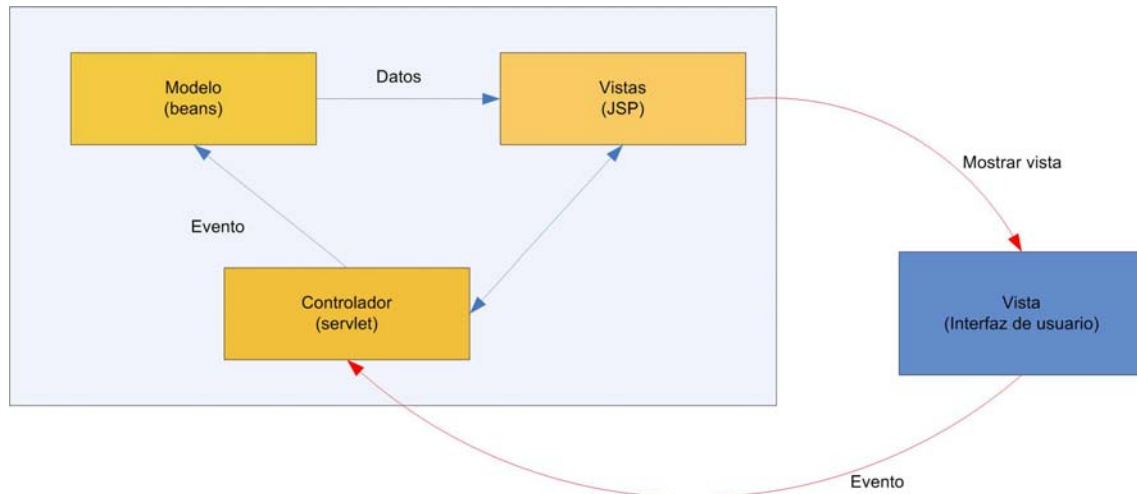 Modelo
(beans)
Datos
Vistas
(JSP)
Mostrar vista
Evento
Controlador
(servlet)
Vista
(Interfaz de usuario)
Evento